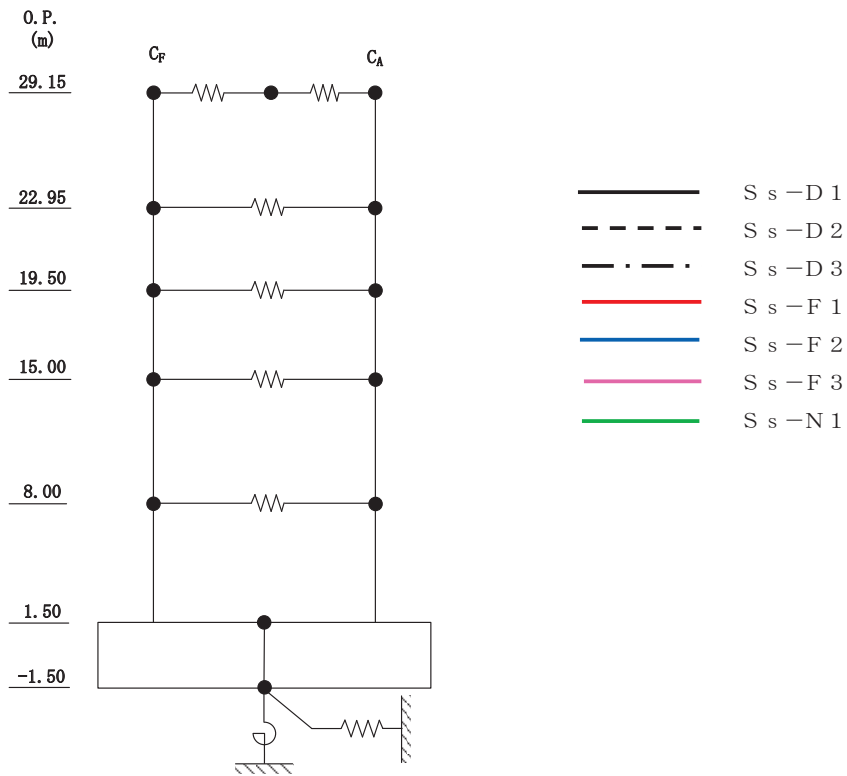 O.P.
(m)
C_F
C_A
29.15
22.95
19.50
15.00
8.00
1.50
-1.50
Ss-D1
Ss-D2
Ss-D3
Ss-F1
Ss-F2
Ss-F3
Ss-N1